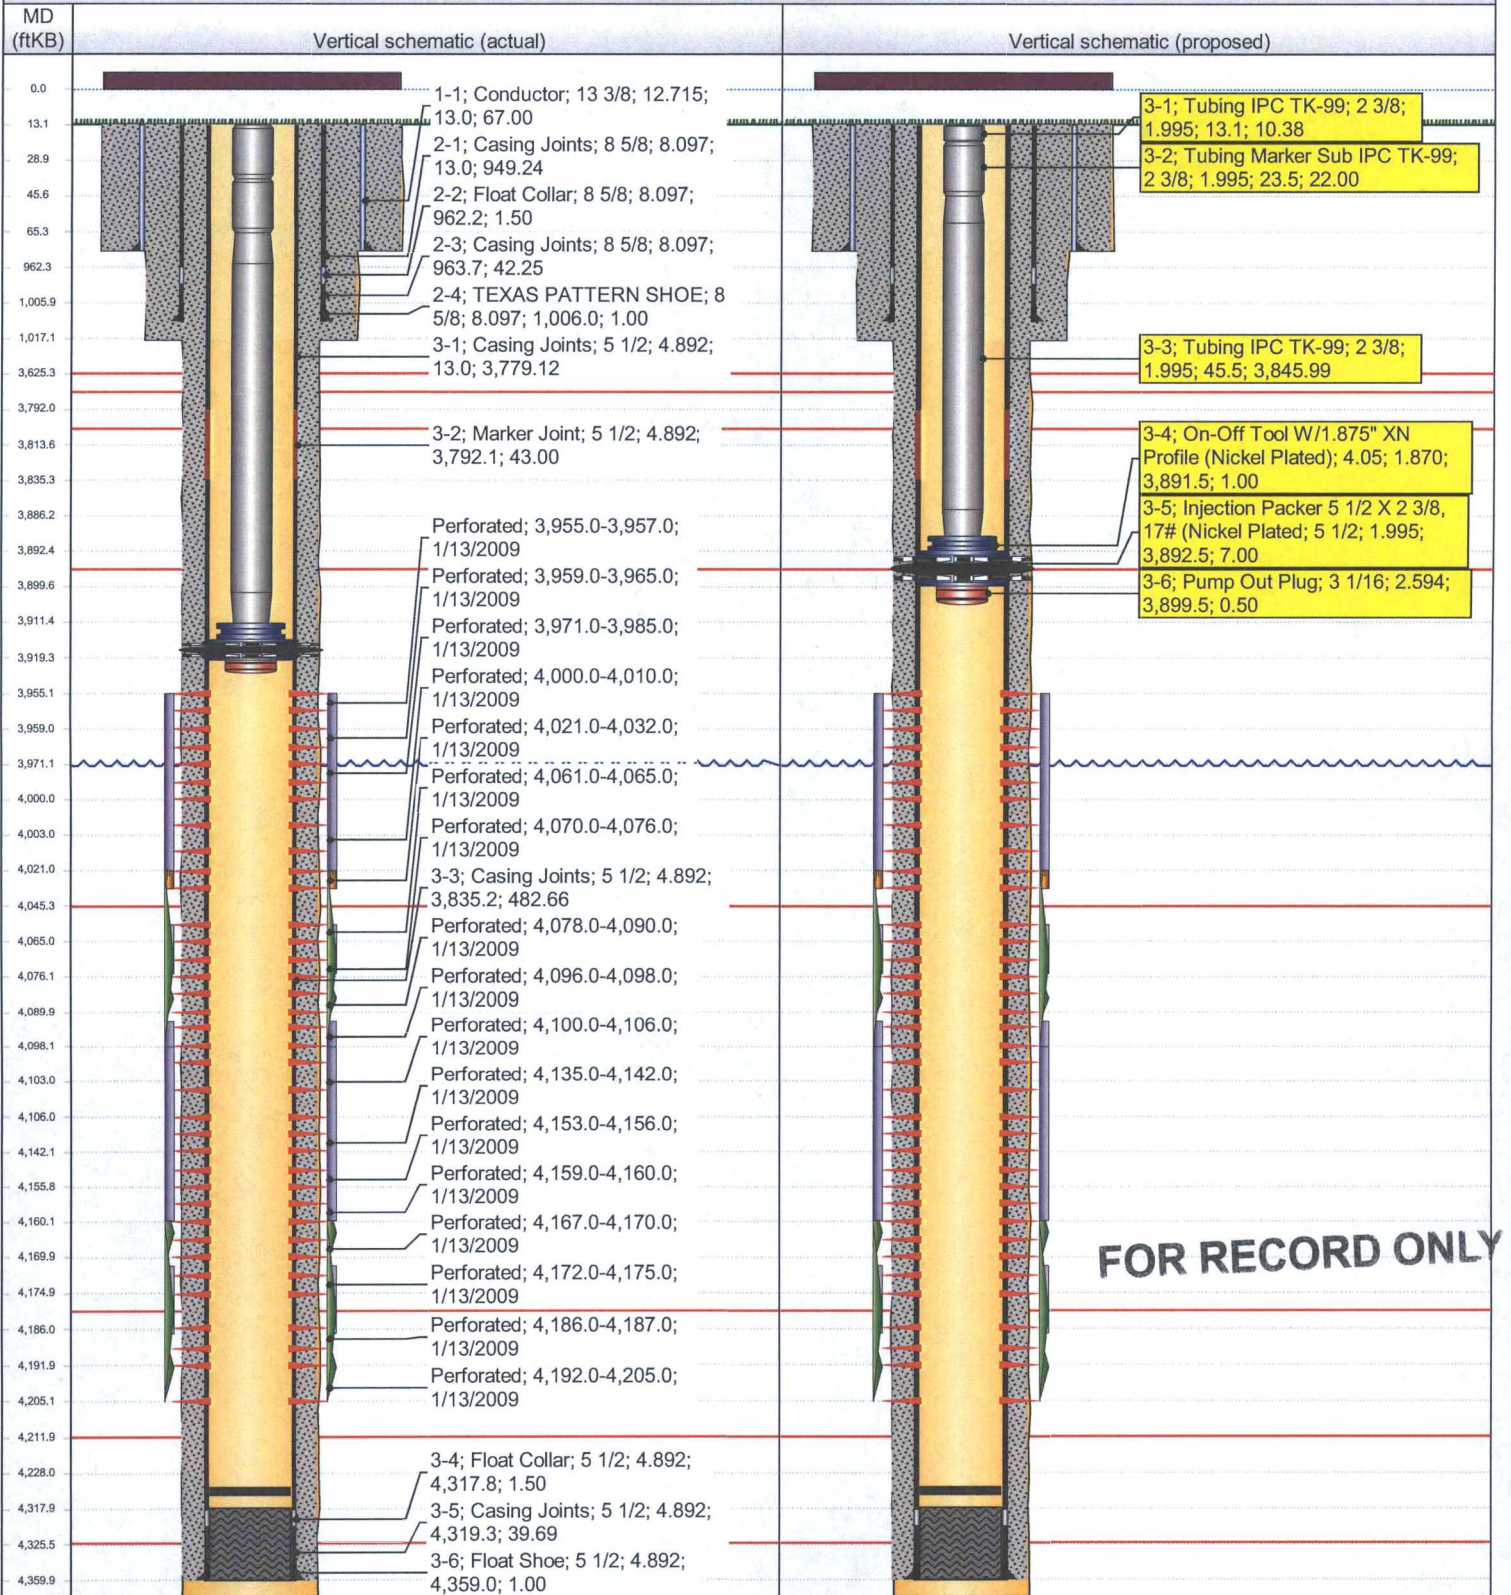 MD
(ftKB)
Vertical schematic (actual)
Vertical schematic (proposed)
0.0
13.1
28.9
45.6
65.3
962.3
1,005.9
1,017.1
3,625.3
3,792.0
3,813.6
3,835.3
3,886.2
3,892.4
3,899.6
3,911.4
3,919.3
3,955.1
3,959.0
3,971.1
4,000.0
4,003.0
4,021.0
4,045.3
4,065.0
4,076.1
4,089.9
4,098.1
4,103.0
4,106.0
4,142.1
4,155.8
4,160.1
4,169.9
4,174.9
4,186.0
4,191.9
4,205.1
4,211.9
4,228.0
4,317.9
4,325.5
4,359.9
1-1; Conductor; 13 3/8; 12.715;
13.0; 67.00
2-1; Casing Joints; 8 5/8; 8.097;
13.0; 949.24
2-2; Float Collar; 8 5/8; 8.097;
962.2; 1.50
2-3; Casing Joints; 8 5/8; 8.097;
963.7; 42.25
2-4; TEXAS PATTERN SHOE; 8
5/8; 8.097; 1,006.0; 1.00
3-1; Casing Joints; 5 1/2; 4.892;
13.0; 3,779.12
3-2; Marker Joint; 5 1/2; 4.892;
3,792.1; 43.00
Perforated; 3,955.0-3,957.0;
1/13/2009
Perforated; 3,959.0-3,965.0;
1/13/2009
Perforated; 3,971.0-3,985.0;
1/13/2009
Perforated; 4,000.0-4,010.0;
1/13/2009
Perforated; 4,021.0-4,032.0;
1/13/2009
Perforated; 4,061.0-4,065.0;
1/13/2009
Perforated; 4,070.0-4,076.0;
1/13/2009
3-3; Casing Joints; 5 1/2; 4.892;
3,835.2; 482.66
Perforated; 4,078.0-4,090.0;
1/13/2009
Perforated; 4,096.0-4,098.0;
1/13/2009
Perforated; 4,100.0-4,106.0;
1/13/2009
Perforated; 4,135.0-4,142.0;
1/13/2009
Perforated; 4,153.0-4,156.0;
1/13/2009
Perforated; 4,159.0-4,160.0;
1/13/2009
Perforated; 4,167.0-4,170.0;
1/13/2009
Perforated; 4,172.0-4,175.0;
1/13/2009
Perforated; 4,186.0-4,187.0;
1/13/2009
Perforated; 4,192.0-4,205.0;
1/13/2009
3-4; Float Collar; 5 1/2; 4.892;
4,317.8; 1.50
3-5; Casing Joints; 5 1/2; 4.892;
4,319.3; 39.69
3-6; Float Shoe; 5 1/2; 4.892;
4,359.0; 1.00
3-1; Tubing IPC TK-99; 2 3/8;
1.995; 13.1; 10.38
3-2; Tubing Marker Sub IPC TK-99;
2 3/8; 1.995; 23.5; 22.00
3-3; Tubing IPC TK-99; 2 3/8;
1.995; 45.5; 3,845.99
3-4; On-Off Tool W/1.875" XN
Profile (Nickel Plated); 4.05; 1.870;
3,891.5; 1.00
3-5; Injection Packer 5 1/2 X 2 3/8,
17# (Nickel Plated; 5 1/2; 1.995;
3,892.5; 7.00
3-6; Pump Out Plug; 3 1/16; 2.594;
3,899.5; 0.50
FOR RECORD ONLY